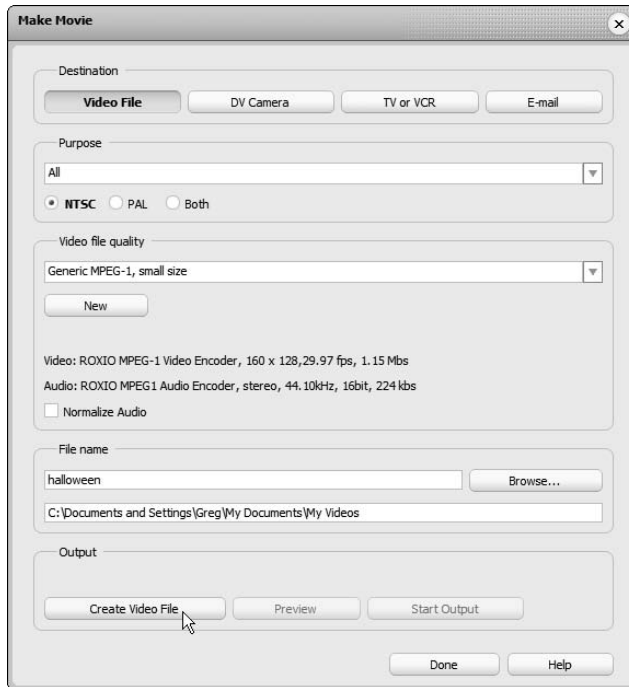 Make Movie
Destination
Video File DV Camera TV or VCR E-mail
Purpose
All
NTSC PAL Both
Video file quality
Generic MPEG-1, small size
New
Video: ROXIO MPEG-1 Video Encoder, 160 x 128,29.97 fps, 1.15 Mbs
Audio: ROXIO MPEG1 Audio Encoder, stereo, 44.10kHz, 16bit, 224 kbs
Normalize Audio
File name
halloween Browse...
C:\Documents and Settings\Greg\My Documents\My Videos
Output
Create Video File Preview Start Output
Done Help